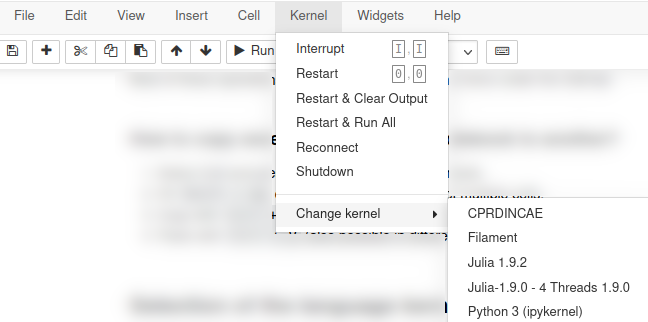 File Edit View Insert Cell Kernel Widgets Help
Run
Interrupt I,I
Restart 0,0
Restart & Clear Output
Restart & Run All
Reconnect
Shutdown
Change kernel
CPRDINCAE
Filament
Julia 1.9.2
Julia-1.9.0 - 4 Threads 1.9.0
Python 3 (ipykernel)